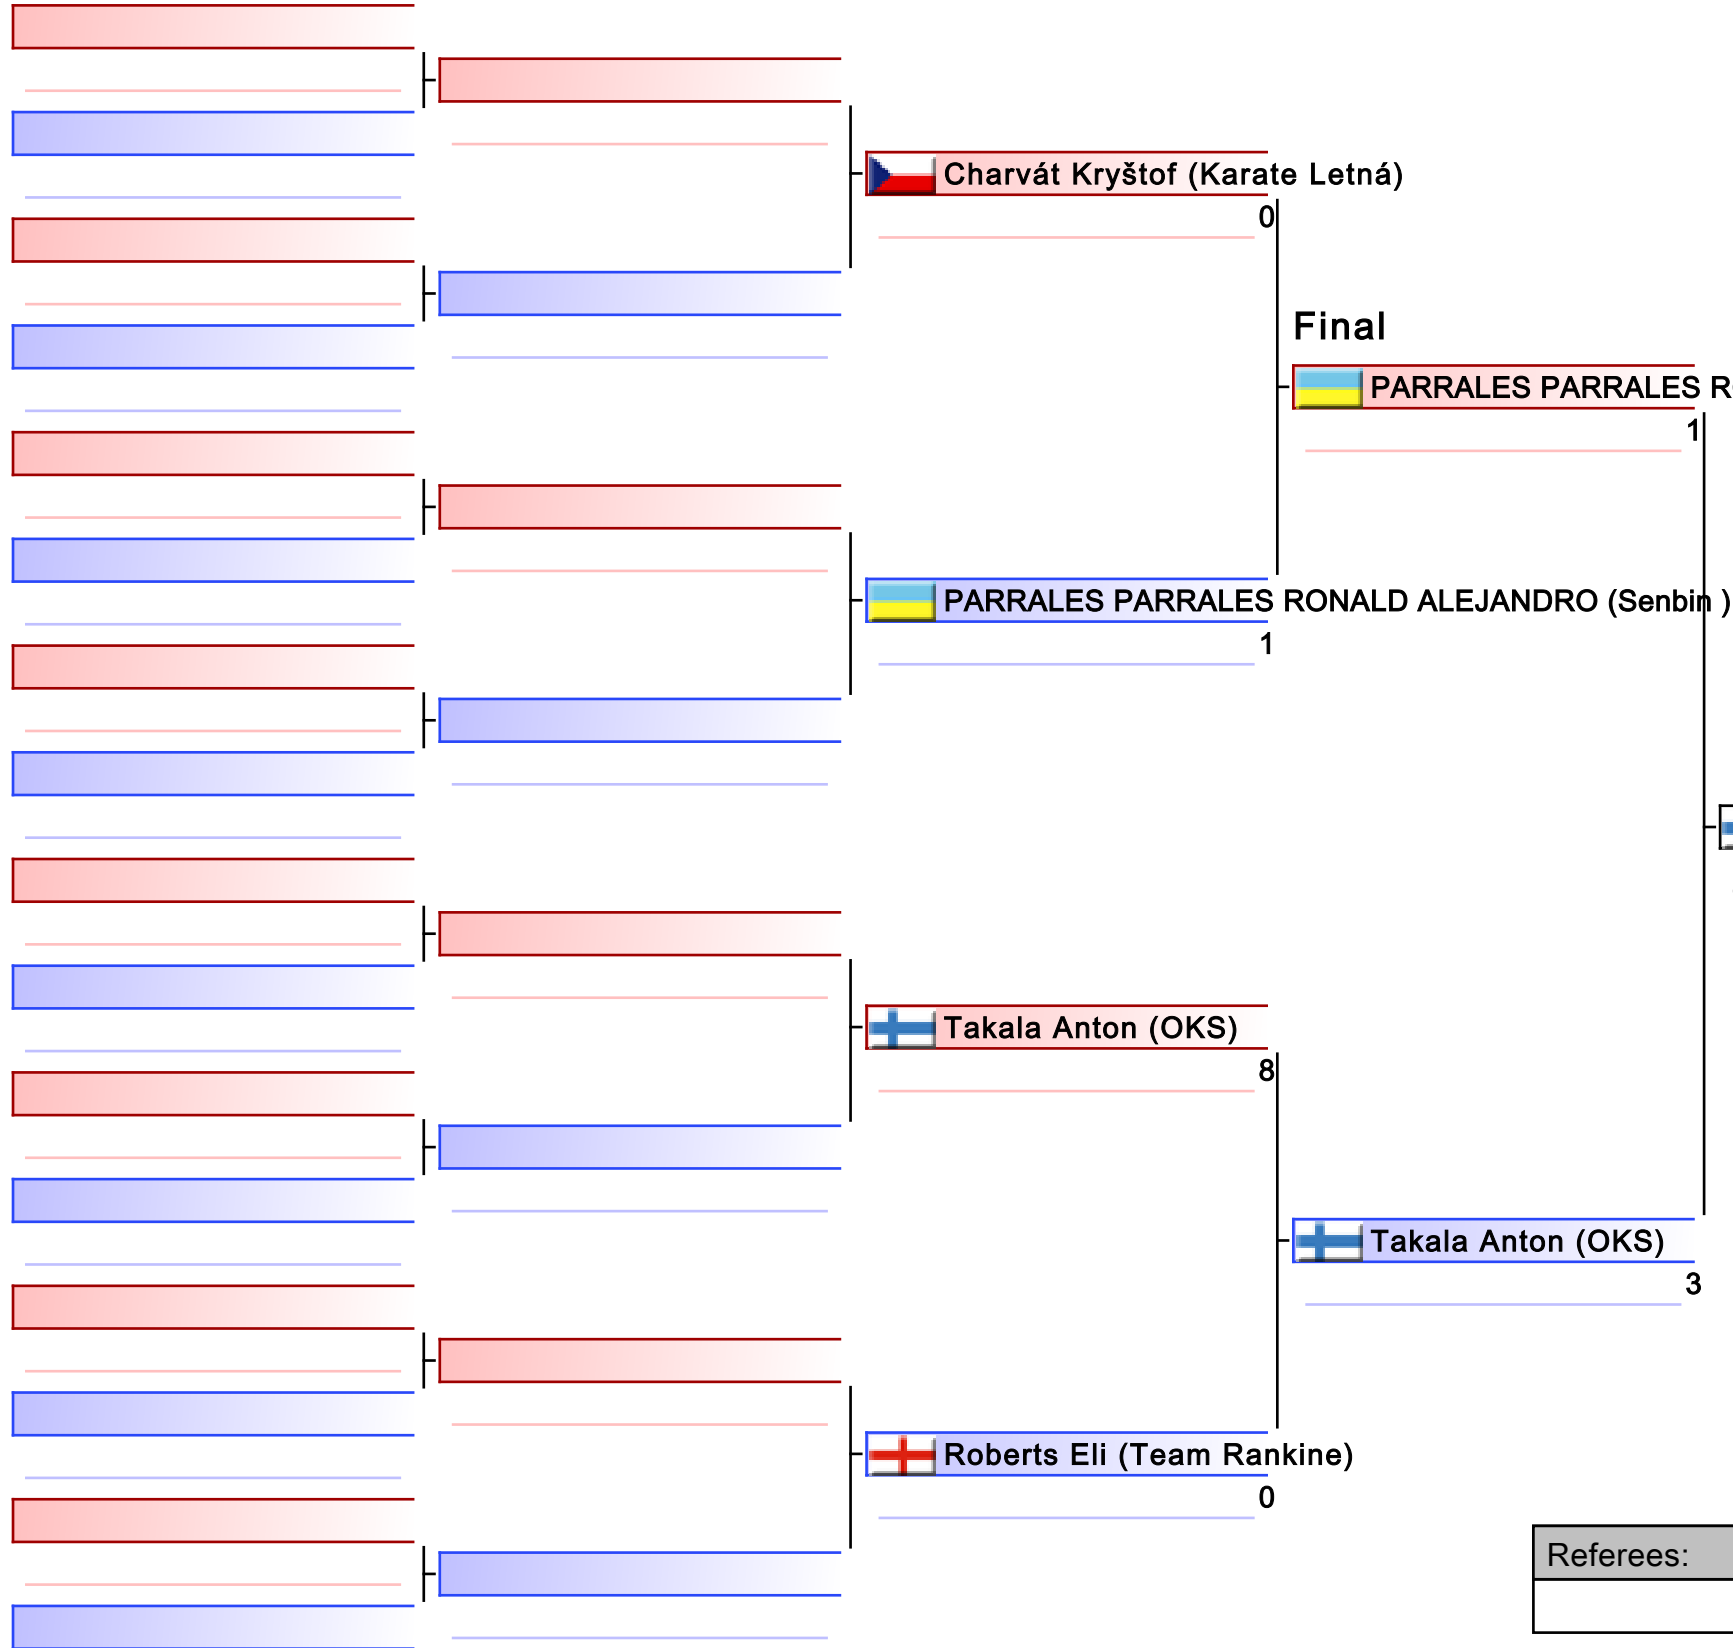 Charvát Kryštof (Karate Letná)
0
Final
PARRALES PARRALES R
1
PARRALES PARRALES RONALD ALEJANDRO (Senbin )
1
Takala Anton (OKS)
8
Takala Anton (OKS)
3
Roberts Eli (Team Rankine)
0
Referees: